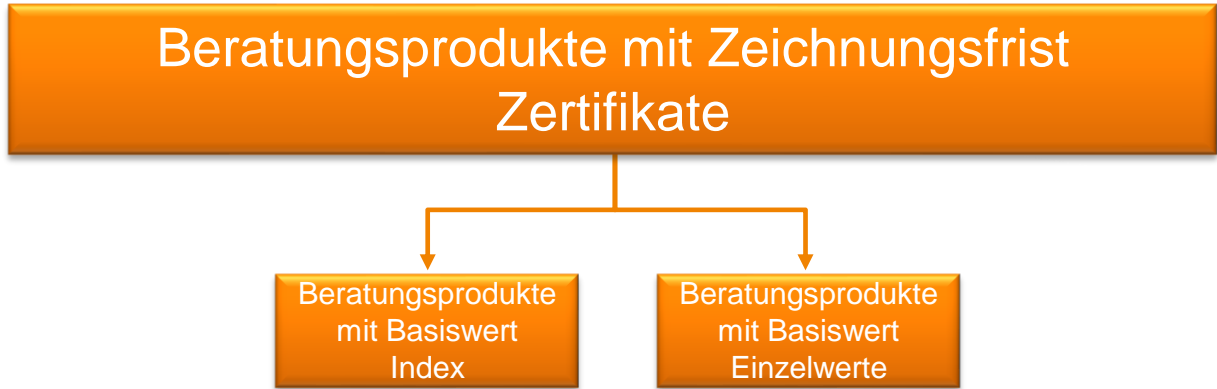 Beratungsprodukte mit Zeichnungsfrist
Zertifikate
Beratungsprodukte
mit Basiswert
Index
Beratungsprodukte
mit Basiswert
Einzelwerte